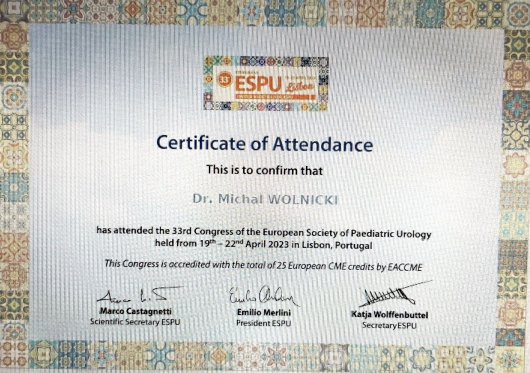 33
ESPU
Lisbon
Certificate of Attendance
This is to confirm that
Dr. Michal WOLNICKI
has attended the 33rd Congress of the European Society of Paediatric Urology
held from 19th – 22nd April 2023 in Lisbon, Portugal
This Congress is accredited with the total of 25 European CME credits by EACCME
Marco Castagnetti
Scientific Secretary ESPU
Emilio Merlini
President ESPU
Katja Wolffenbuttel
Secretary ESPU